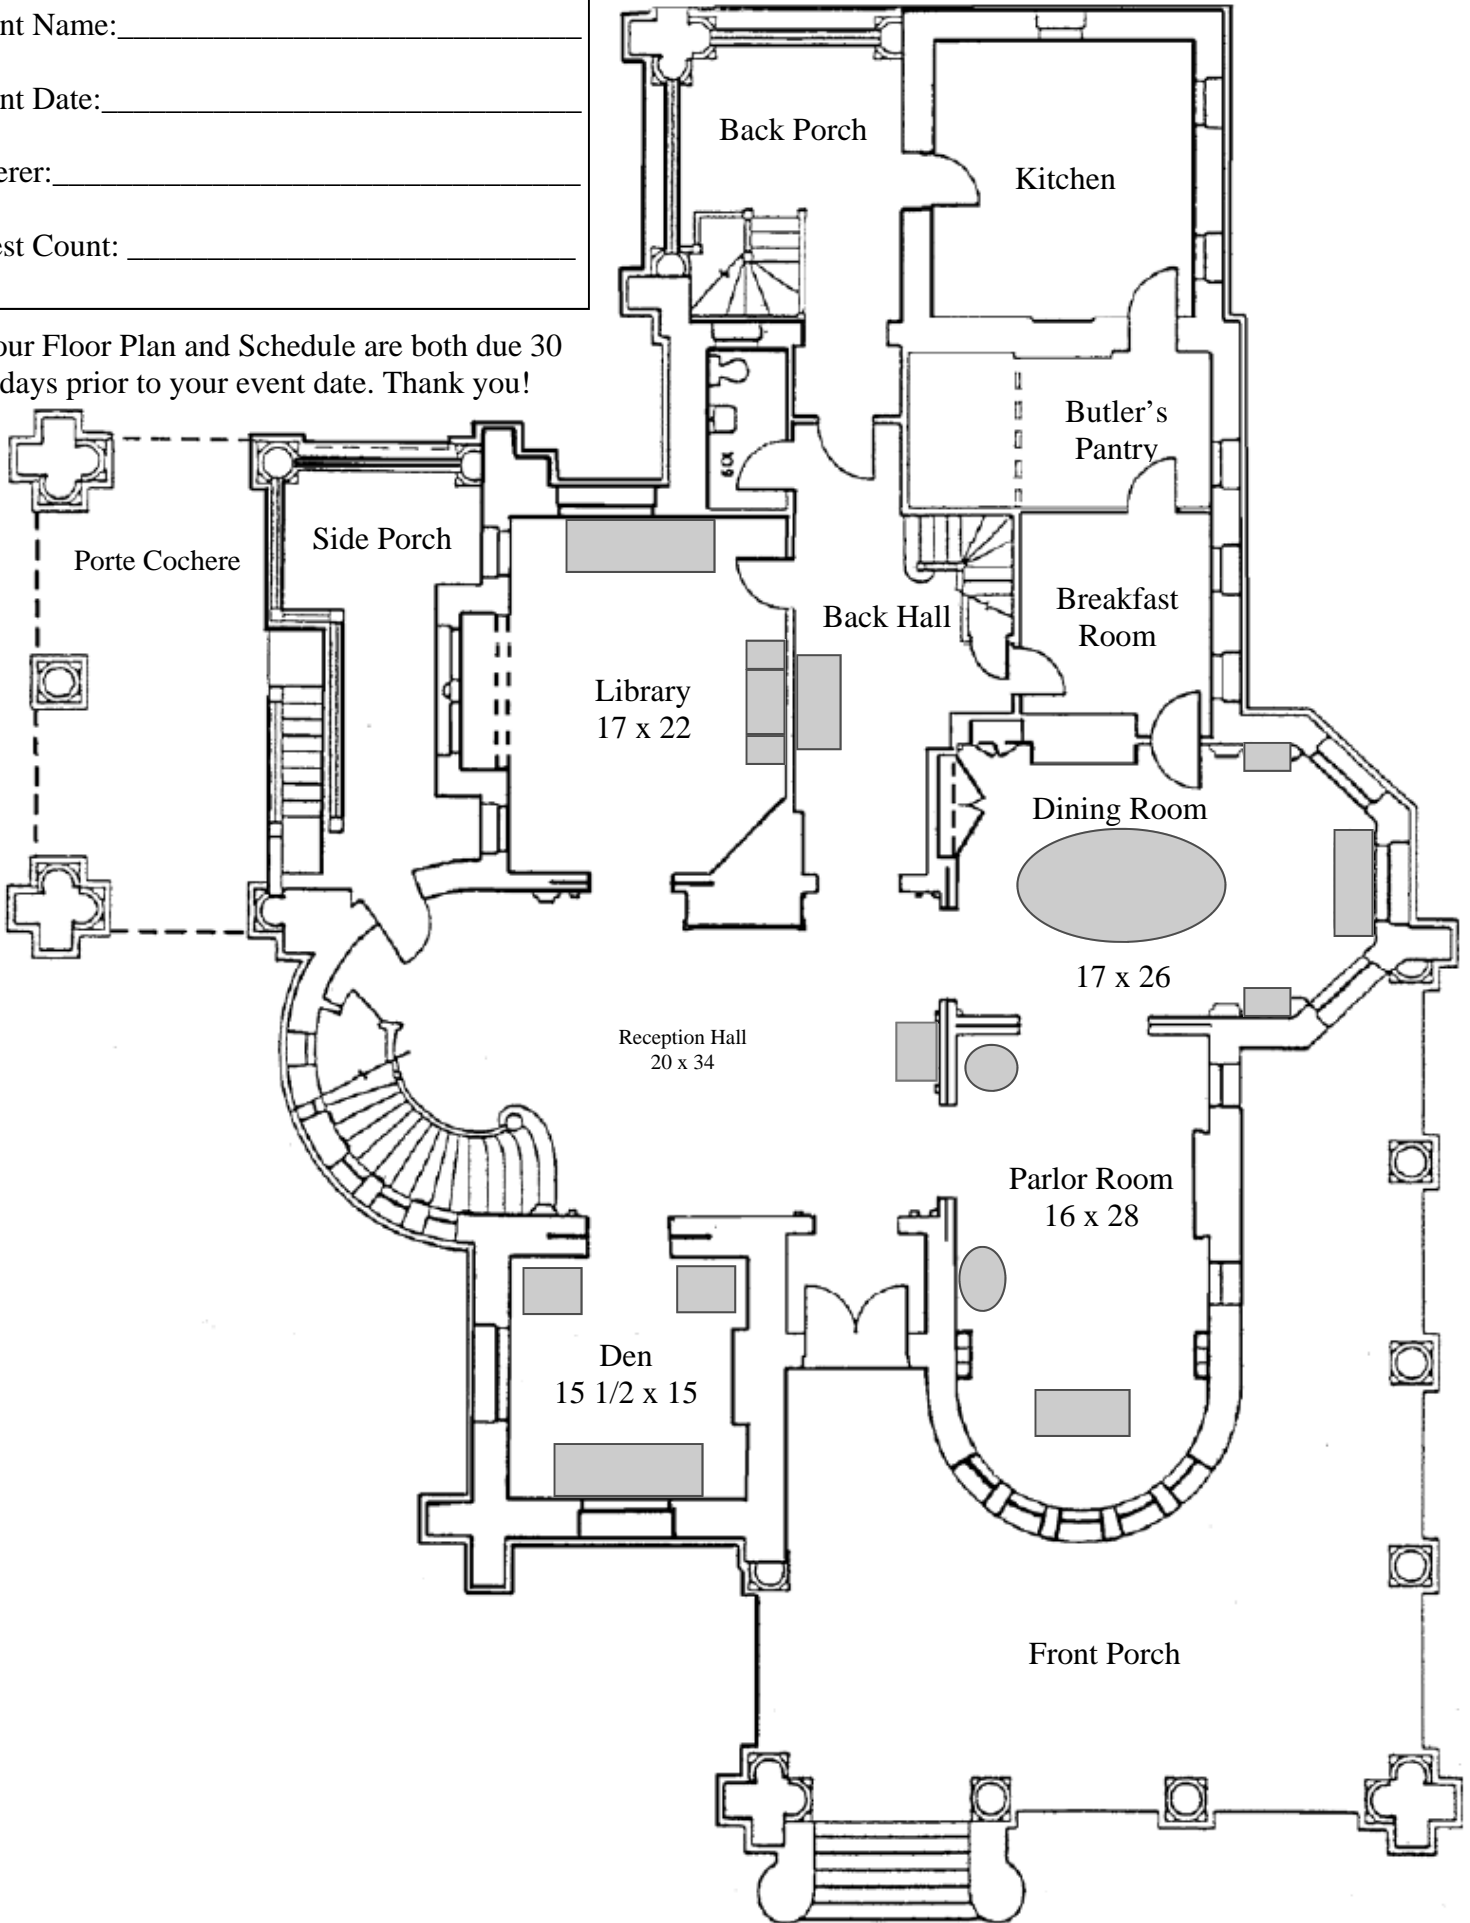 nt Name:
nt Date:
erer:
est Count:
our Floor Plan and Schedule are both due 30
days prior to your event date. Thank you!
Back Porch
Kitchen
Butler's
Pantry
Side Porch
Porte Cochere
Back Hall
Breakfast
Room
Library
17 x 22
Dining Room
17 x 26
Reception Hall
20 x 34
Parlor Room
16 x 28
Den
15 1/2 x 15
Front Porch